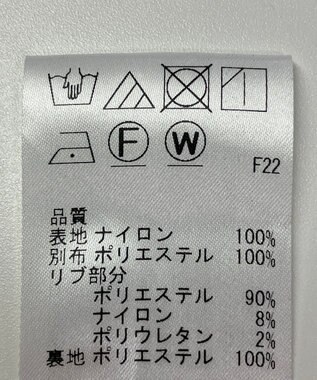 F W
F22
品質
表地 ナイロン 100%
別布 ポリエステル 100%
リブ部分
ポリエステル 90%
ナイロン 8%
ポリウレタン 2%
裏地 ポリエステル 100%